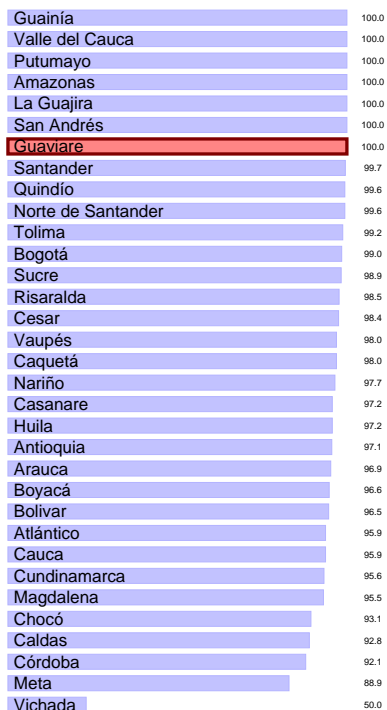 Guainía 100.0
Valle del Cauca 100.0
Putumayo 100.0
Amazonas 100.0
La Guajira 100.0
San Andrés 100.0
Guaviare 100.0
Santander 99.7
Quindío 99.6
Norte de Santander 99.6
Tolima 99.2
Bogotá 99.0
Sucre 98.9
Risaralda 98.5
Cesar 98.4
Vaupés 98.0
Caquetá 98.0
Nariño 97.7
Casanare 97.2
Huila 97.2
Antioquia 97.1
Arauca 96.9
Boyacá 96.6
Bolivar 96.5
Atlántico 95.9
Cauca 95.9
Cundinamarca 95.6
Magdalena 95.5
Chocó 93.1
Caldas 92.8
Córdoba 92.1
Meta 88.9
Vichada 50.0